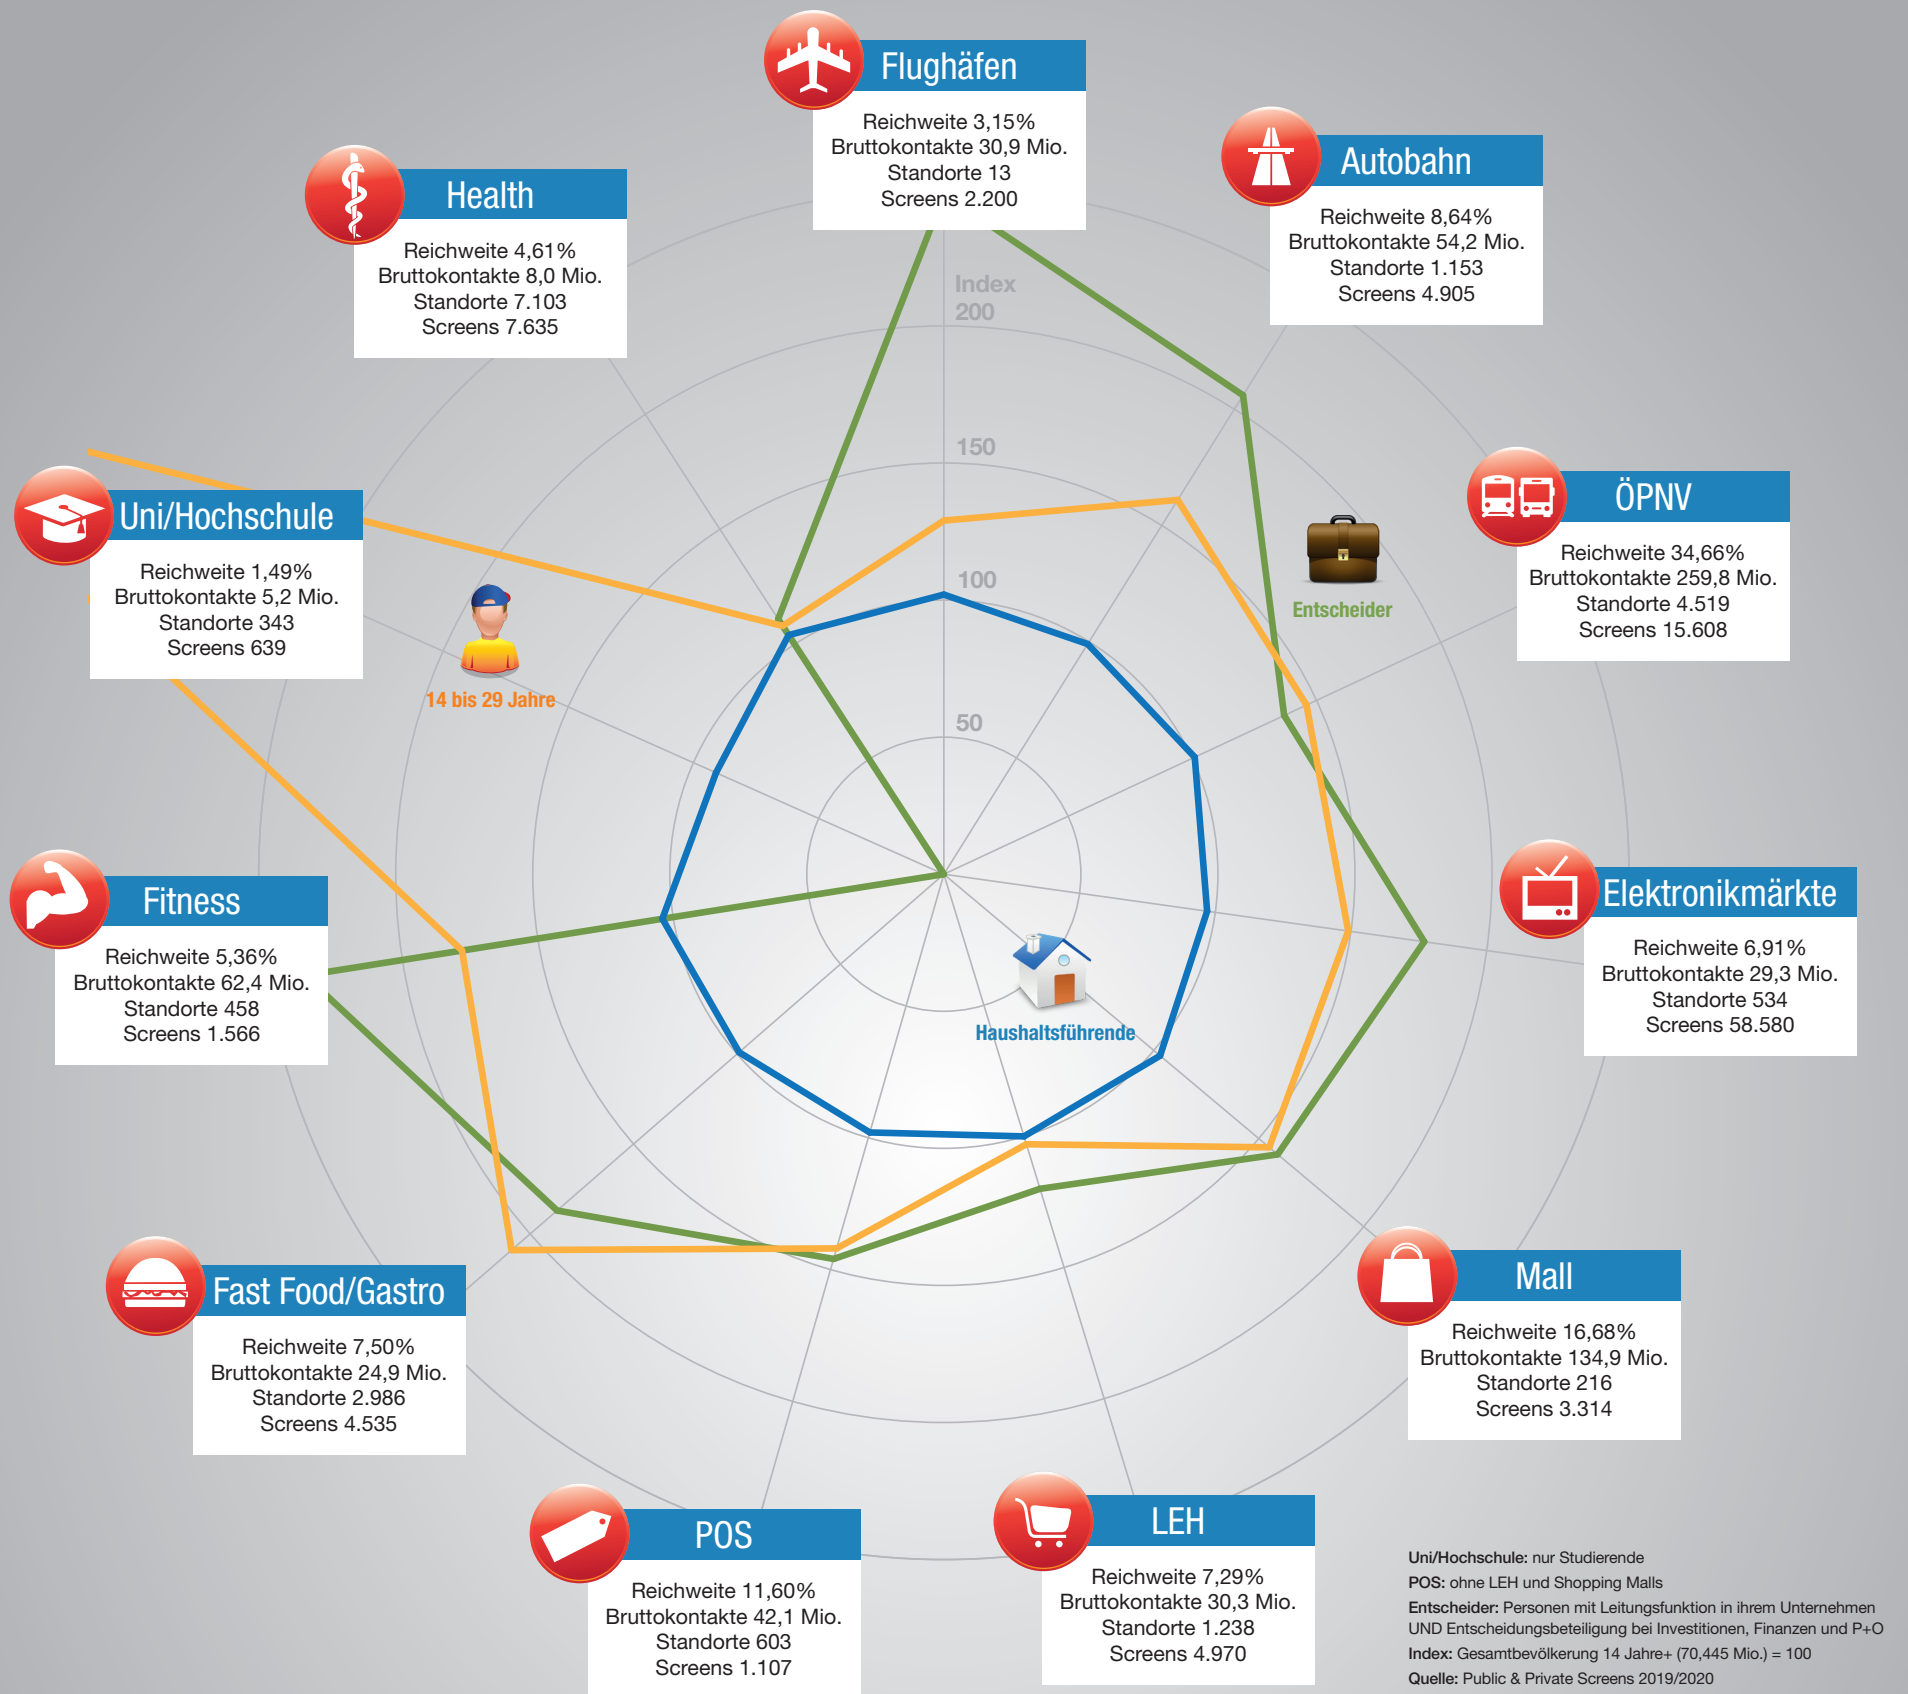 Flughäfen
Reichweite 3,15%
Bruttokontakte 30,9 Mio.
Standorte 13
Screens 2.200
Autobahn
Reichweite 8,64%
Bruttokontakte 54,2 Mio.
Standorte 1.153
Screens 4.905
Health
Reichweite 4,61%
Bruttokontakte 8,0 Mio.
Standorte 7.103
Screens 7.635
Index
200
150
100
50
Uni/Hochschule
Reichweite 1,49%
Bruttokontakte 5,2 Mio.
Standorte 343
Screens 639
14 bis 29 Jahre
Entscheider
ÖPNV
Reichweite 34,66%
Bruttokontakte 259,8 Mio.
Standorte 4.519
Screens 15.608
Fitness
Reichweite 5,36%
Bruttokontakte 62,4 Mio.
Standorte 458
Screens 1.566
Haushaltsführende
Elektronikmärkte
Reichweite 6,91%
Bruttokontakte 29,3 Mio.
Standorte 534
Screens 58.580
Fast Food/Gastro
Reichweite 7,50%
Bruttokontakte 24,9 Mio.
Standorte 2.986
Screens 4.535
Mall
Reichweite 16,68%
Bruttokontakte 134,9 Mio.
Standorte 216
Screens 3.314
POS
Reichweite 11,60%
Bruttokontakte 42,1 Mio.
Standorte 603
Screens 1.107
LEH
Reichweite 7,29%
Bruttokontakte 30,3 Mio.
Standorte 1.238
Screens 4.970
Uni/Hochschule: nur Studierende
POS: ohne LEH und Shopping Malls
Entscheider: Personen mit Leitungsfunktion in ihrem Unternehmen
UND Entscheidungsbeteiligung bei Investitionen, Finanzen und P+O
Index: Gesamtbevölkerung 14 Jahre+ (70,445 Mio.) = 100
Quelle: Public & Private Screens 2019/2020